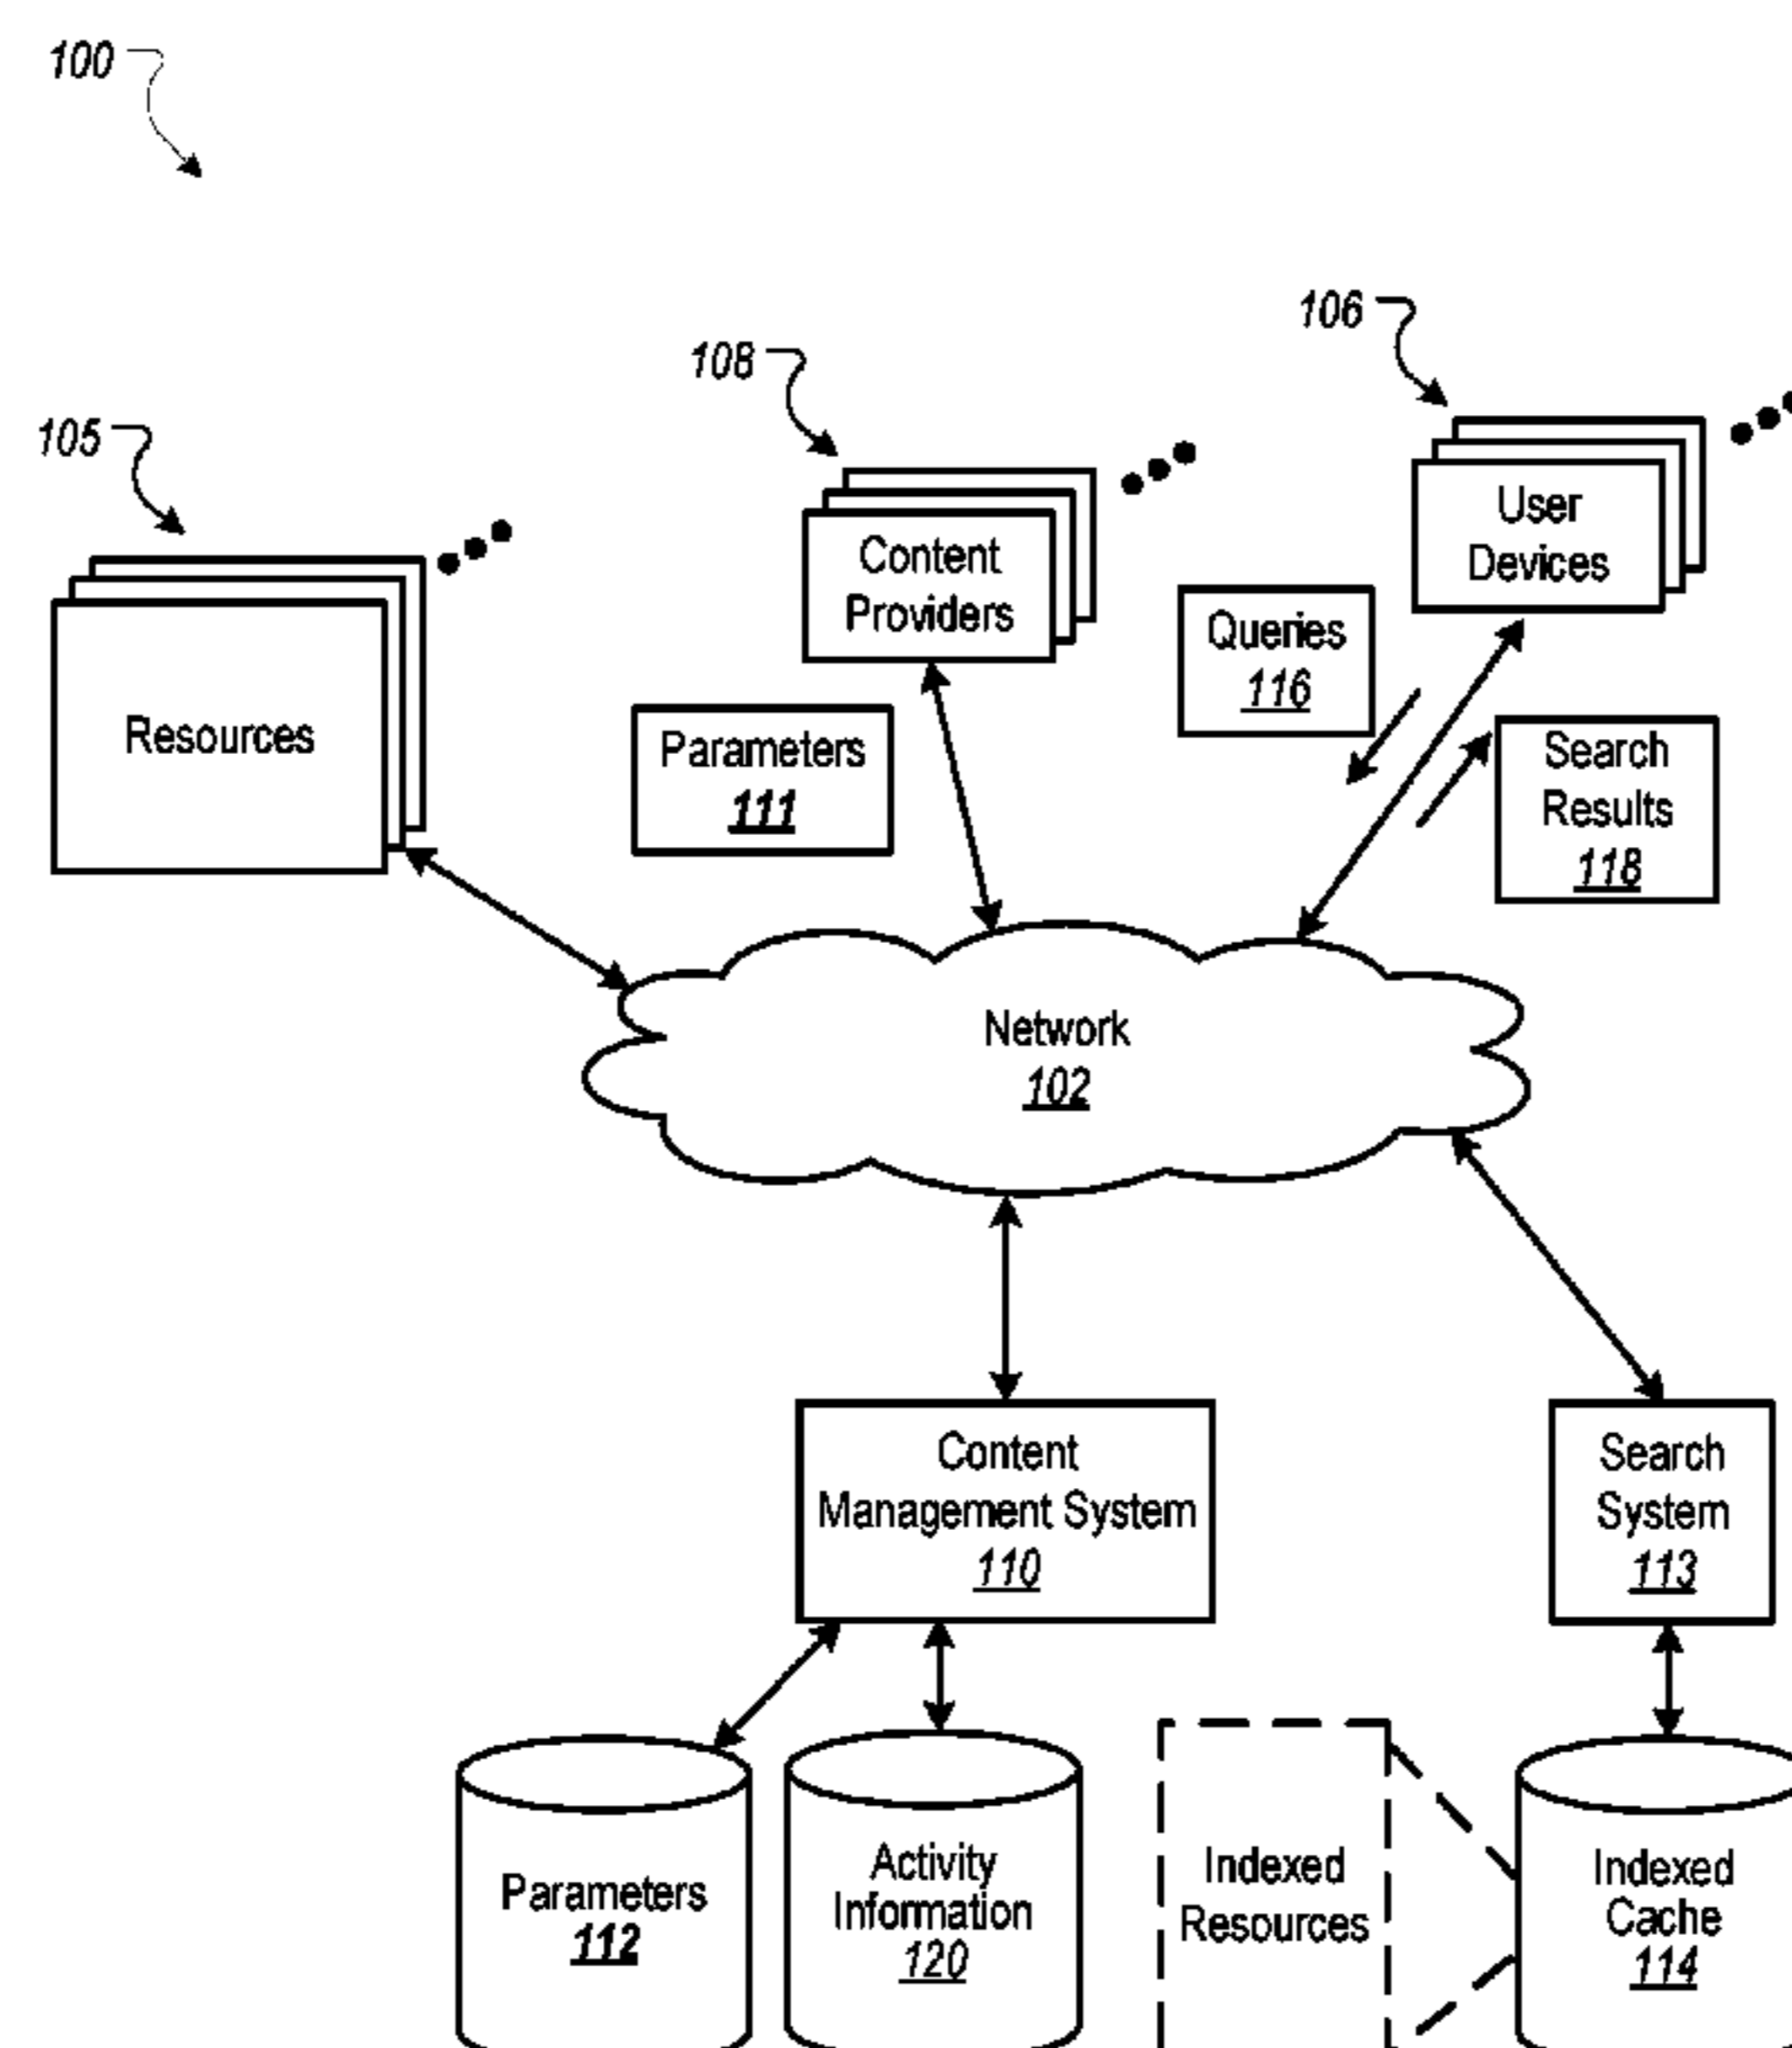 100
106
108
105
User
Devices
Content
Providers
Queries
116
Resources
Parameters
111
Search
Results
118
Network
102
Content
Management System
110
Search
System
113
Parameters
112
Activity
Information
120
Indexed
Resources
Indexed
Cache
114